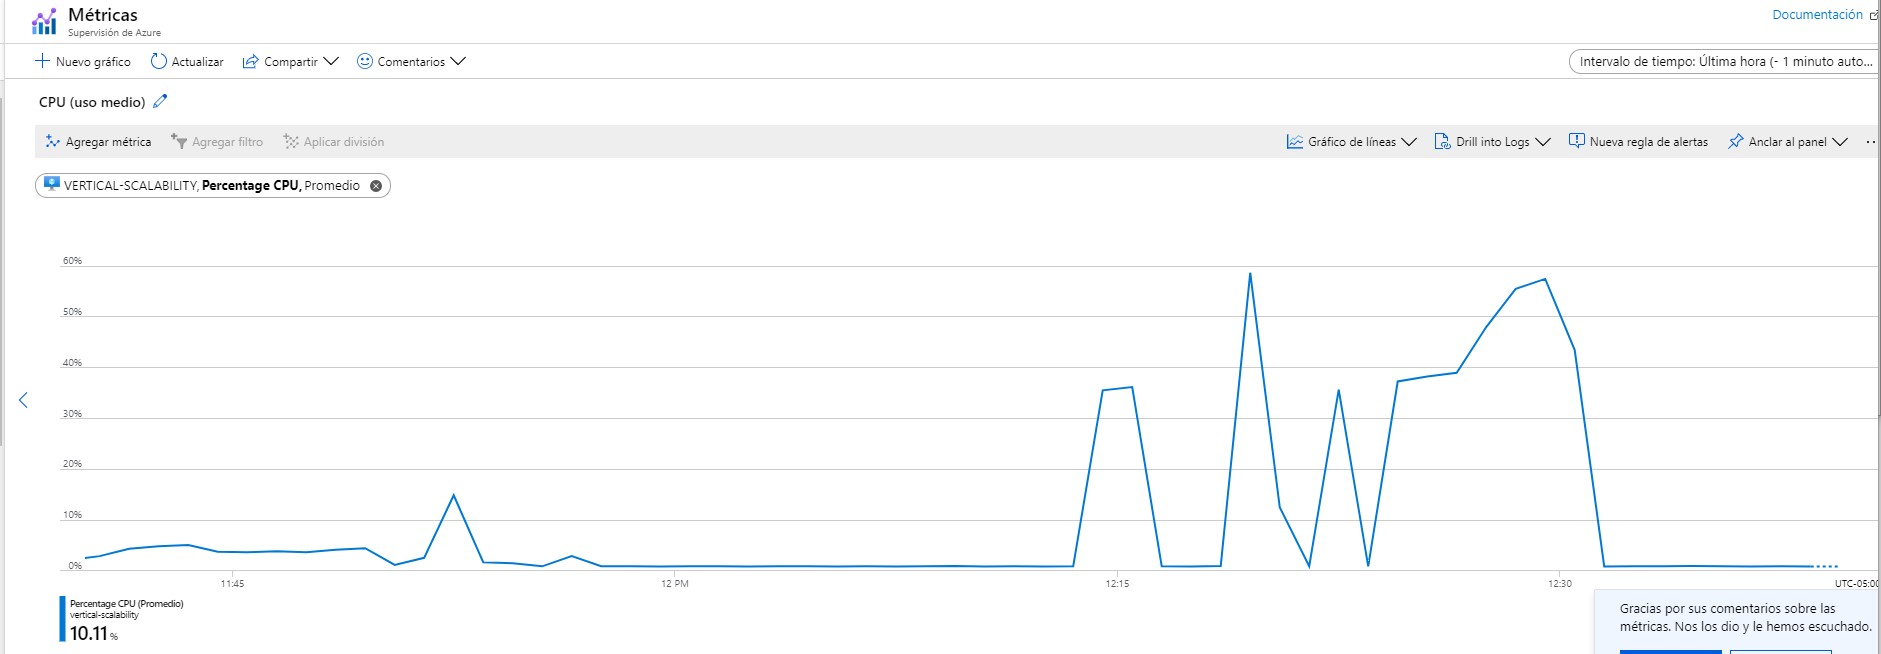 Métricas
Documentación
Supervisión de Azure
Nuevo gráfico Actualizar Compartir Comentarios
Intervalo de tiempo: Última hora (- 1 minuto auto...
CPU (uso medio)
Agregar métrica Agregar filtro Aplicar división Gráfico de líneas Drill into Logs Nueva regla de alertas Anclar al panel ...
VERTICAL-SCALABILITY, Percentage CPU, Promedio
60%
50%
40%
30%
20%
10%
0%
11:45 12 PM 12:15 12:30 UTC-05:00
Percentage CPU (Promedio)
vertical-scalability
10.11 %
Gracias por sus comentarios sobre las
métricas. Nos los dio y le hemos escuchado.